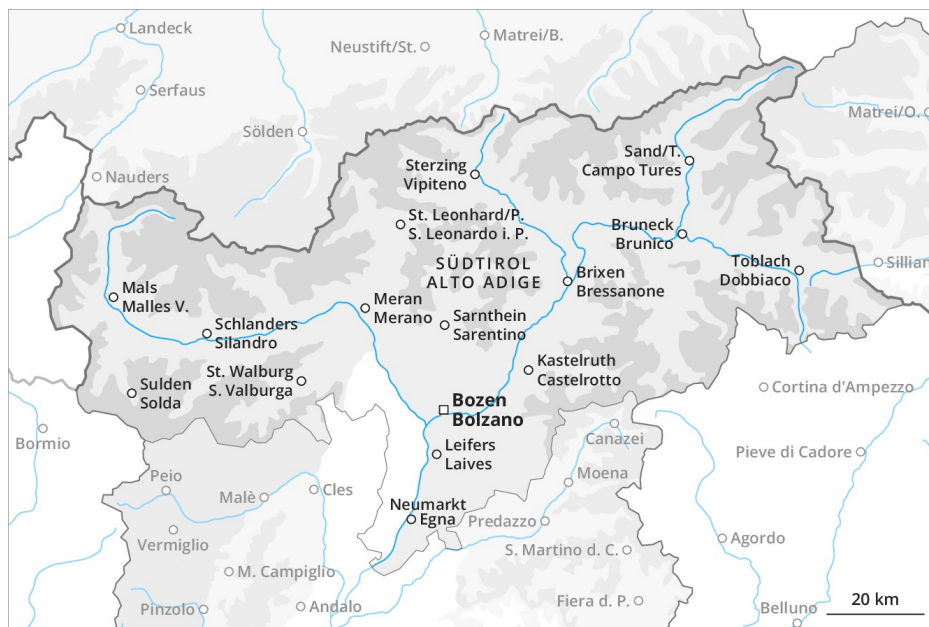 Landeck
Matrei/B.
Neustift/St.
Serfaus
Matrei/O.
Sölden
Sand/T.
Campo Tures
Sterzing
Vipiteno
Nauders
St. Leonhard/P.
S. Leonardo i. P.
Bruneck
Brunico
SÜDTIROL
ALTO ADIGE
Toblach
Dobbiaco
Sillian
Brixen
Bressanone
Mals
Malles V.
Meran
Merano
Sarnthein
Sarentino
Schlanders
Silandro
Kastelruth
Castelrotto
St. Walburg
S. Valburga
Sulden
Solda
Cortina d'Ampezzo
Bozen
Bolzano
Bormio
Canazei
Leifers
Laives
Pieve di Cadore
Peio
Moena
Malè
Cles
Neumarkt
Egna
Predazzo
Agordo
Vermiglio
S. Martino d. C.
M. Campiglio
Pinzolo
Andalo
Fiera d. P.
Belluno
20 km